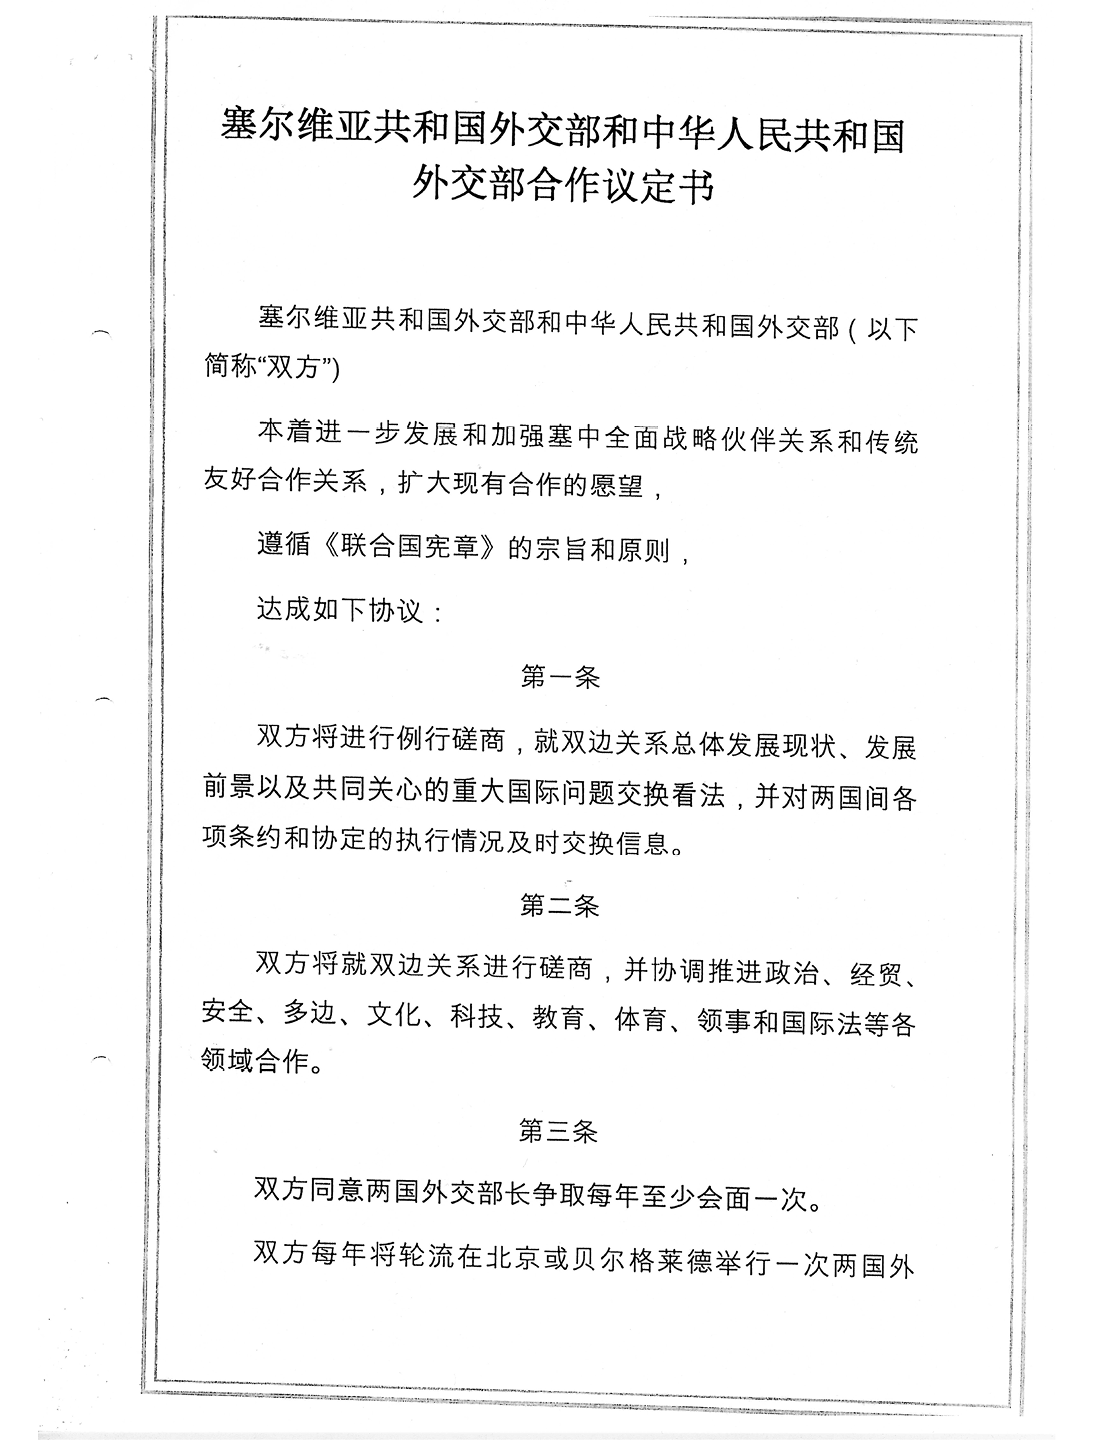 塞尔维亚共和国外交部和中华人民共和国
外交部合作议定书
塞尔维亚共和国外交部和中华人民共和国外交部（以下
简称“双方”)
本着进一步发展和加强塞中全面战略伙伴关系和传统
友好合作关系，扩大现有合作的愿望，
遵循《联合国宪章》的宗旨和原则，
达成如下协议：
第一条
双方将进行例行磋商，就双边关系总体发展现状、发展
前景以及共同关心的重大国际问题交换看法，并对两国间各
项条约和协定的执行情况及时交换信息。
第二条
双方将就双边关系进行磋商，并协调推进政治、经贸、
安全、多边、文化、科技、教育、体育、领事和国际法等各
领域合作。
第三条
双方同意两国外交部长争取每年至少会面一次。
双方每年将轮流在北京或贝尔格莱德举行一次两国外